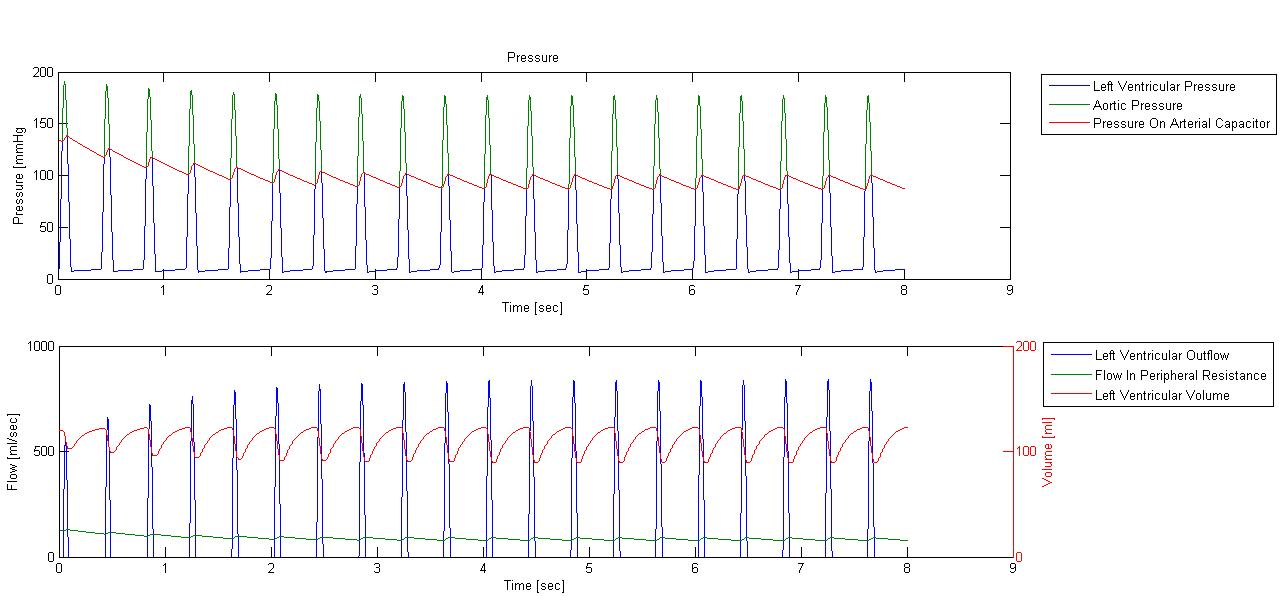 Pressure
200
150
100
50
0
Pressure [mmHg
0 1 2 3 4 5 6 7 8 9
Time [sec]
Left Ventricular Pressure
Aortic Pressure
Pressure On Arterial Capacitor
1000
500
0
Flow [ml/sec]
0 1 2 3 4 5 6 7 8 9
Time [sec]
200
100
0
Volume [ml]
Left Ventricular Outflow
Flow In Peripheral Resistance
Left Ventricular Volume